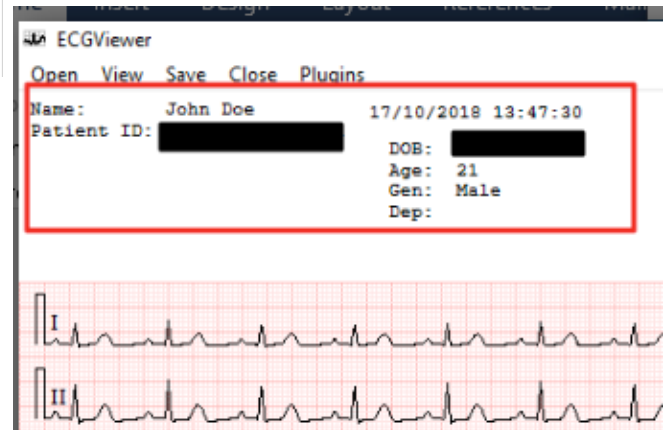 ECGViewer
Open View Save Close Plugins
Name: John Doe 17/10/2018 13:47:30
Patient ID:
DOB:
Age: 21
Gen: Male
Dep:
I
II